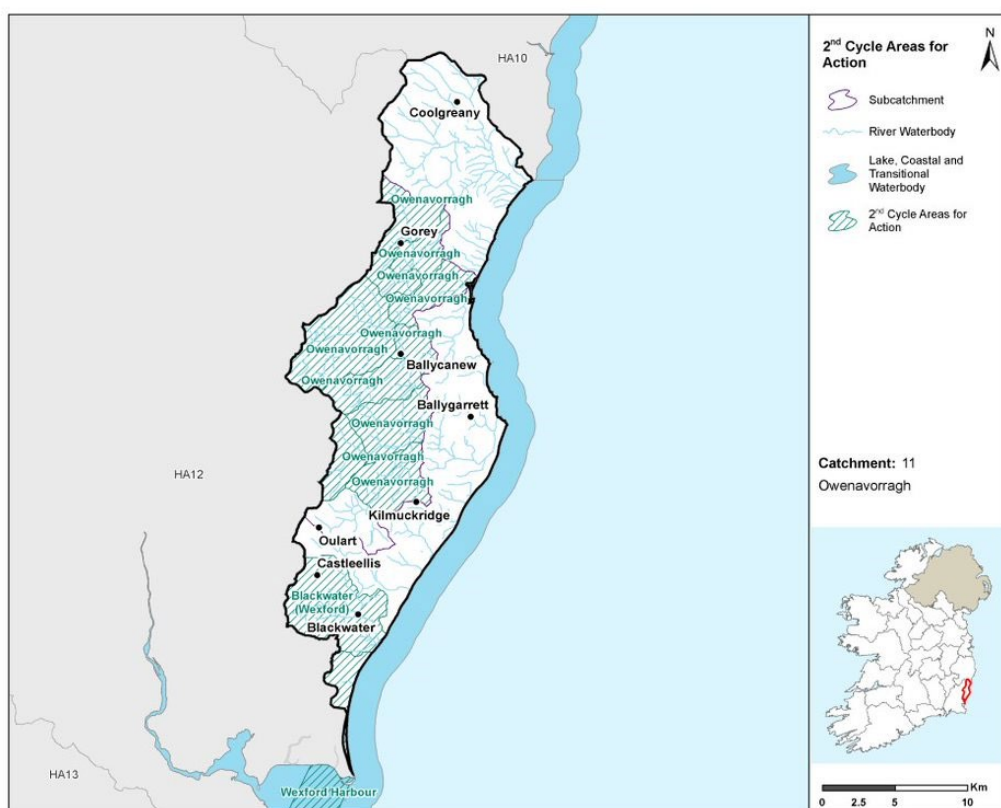 HA10
Coolgreany
Owenavorragh
Gorey
Owenavorragh
Owenavorragh
Owenavorragh
Owenavorragh
Owenavorragh
Ballycanew
Owenavorragh
Ballygarrett
Owenavorragh
Owenavorragh
HA12
Owenavorragh
Kilmuckridge
Oulart
Castleellis
Blackwater
(Wexford)
Blackwater
HA13
Wexford Harbour
2nd Cycle Areas for
Action
N
Subcatchment
River Waterbody
Lake, Coastal and
Transitional
Waterbody
2nd Cycle Areas for
Action
Catchment: 11
Owenavorragh
Km
0 2.5 5 10